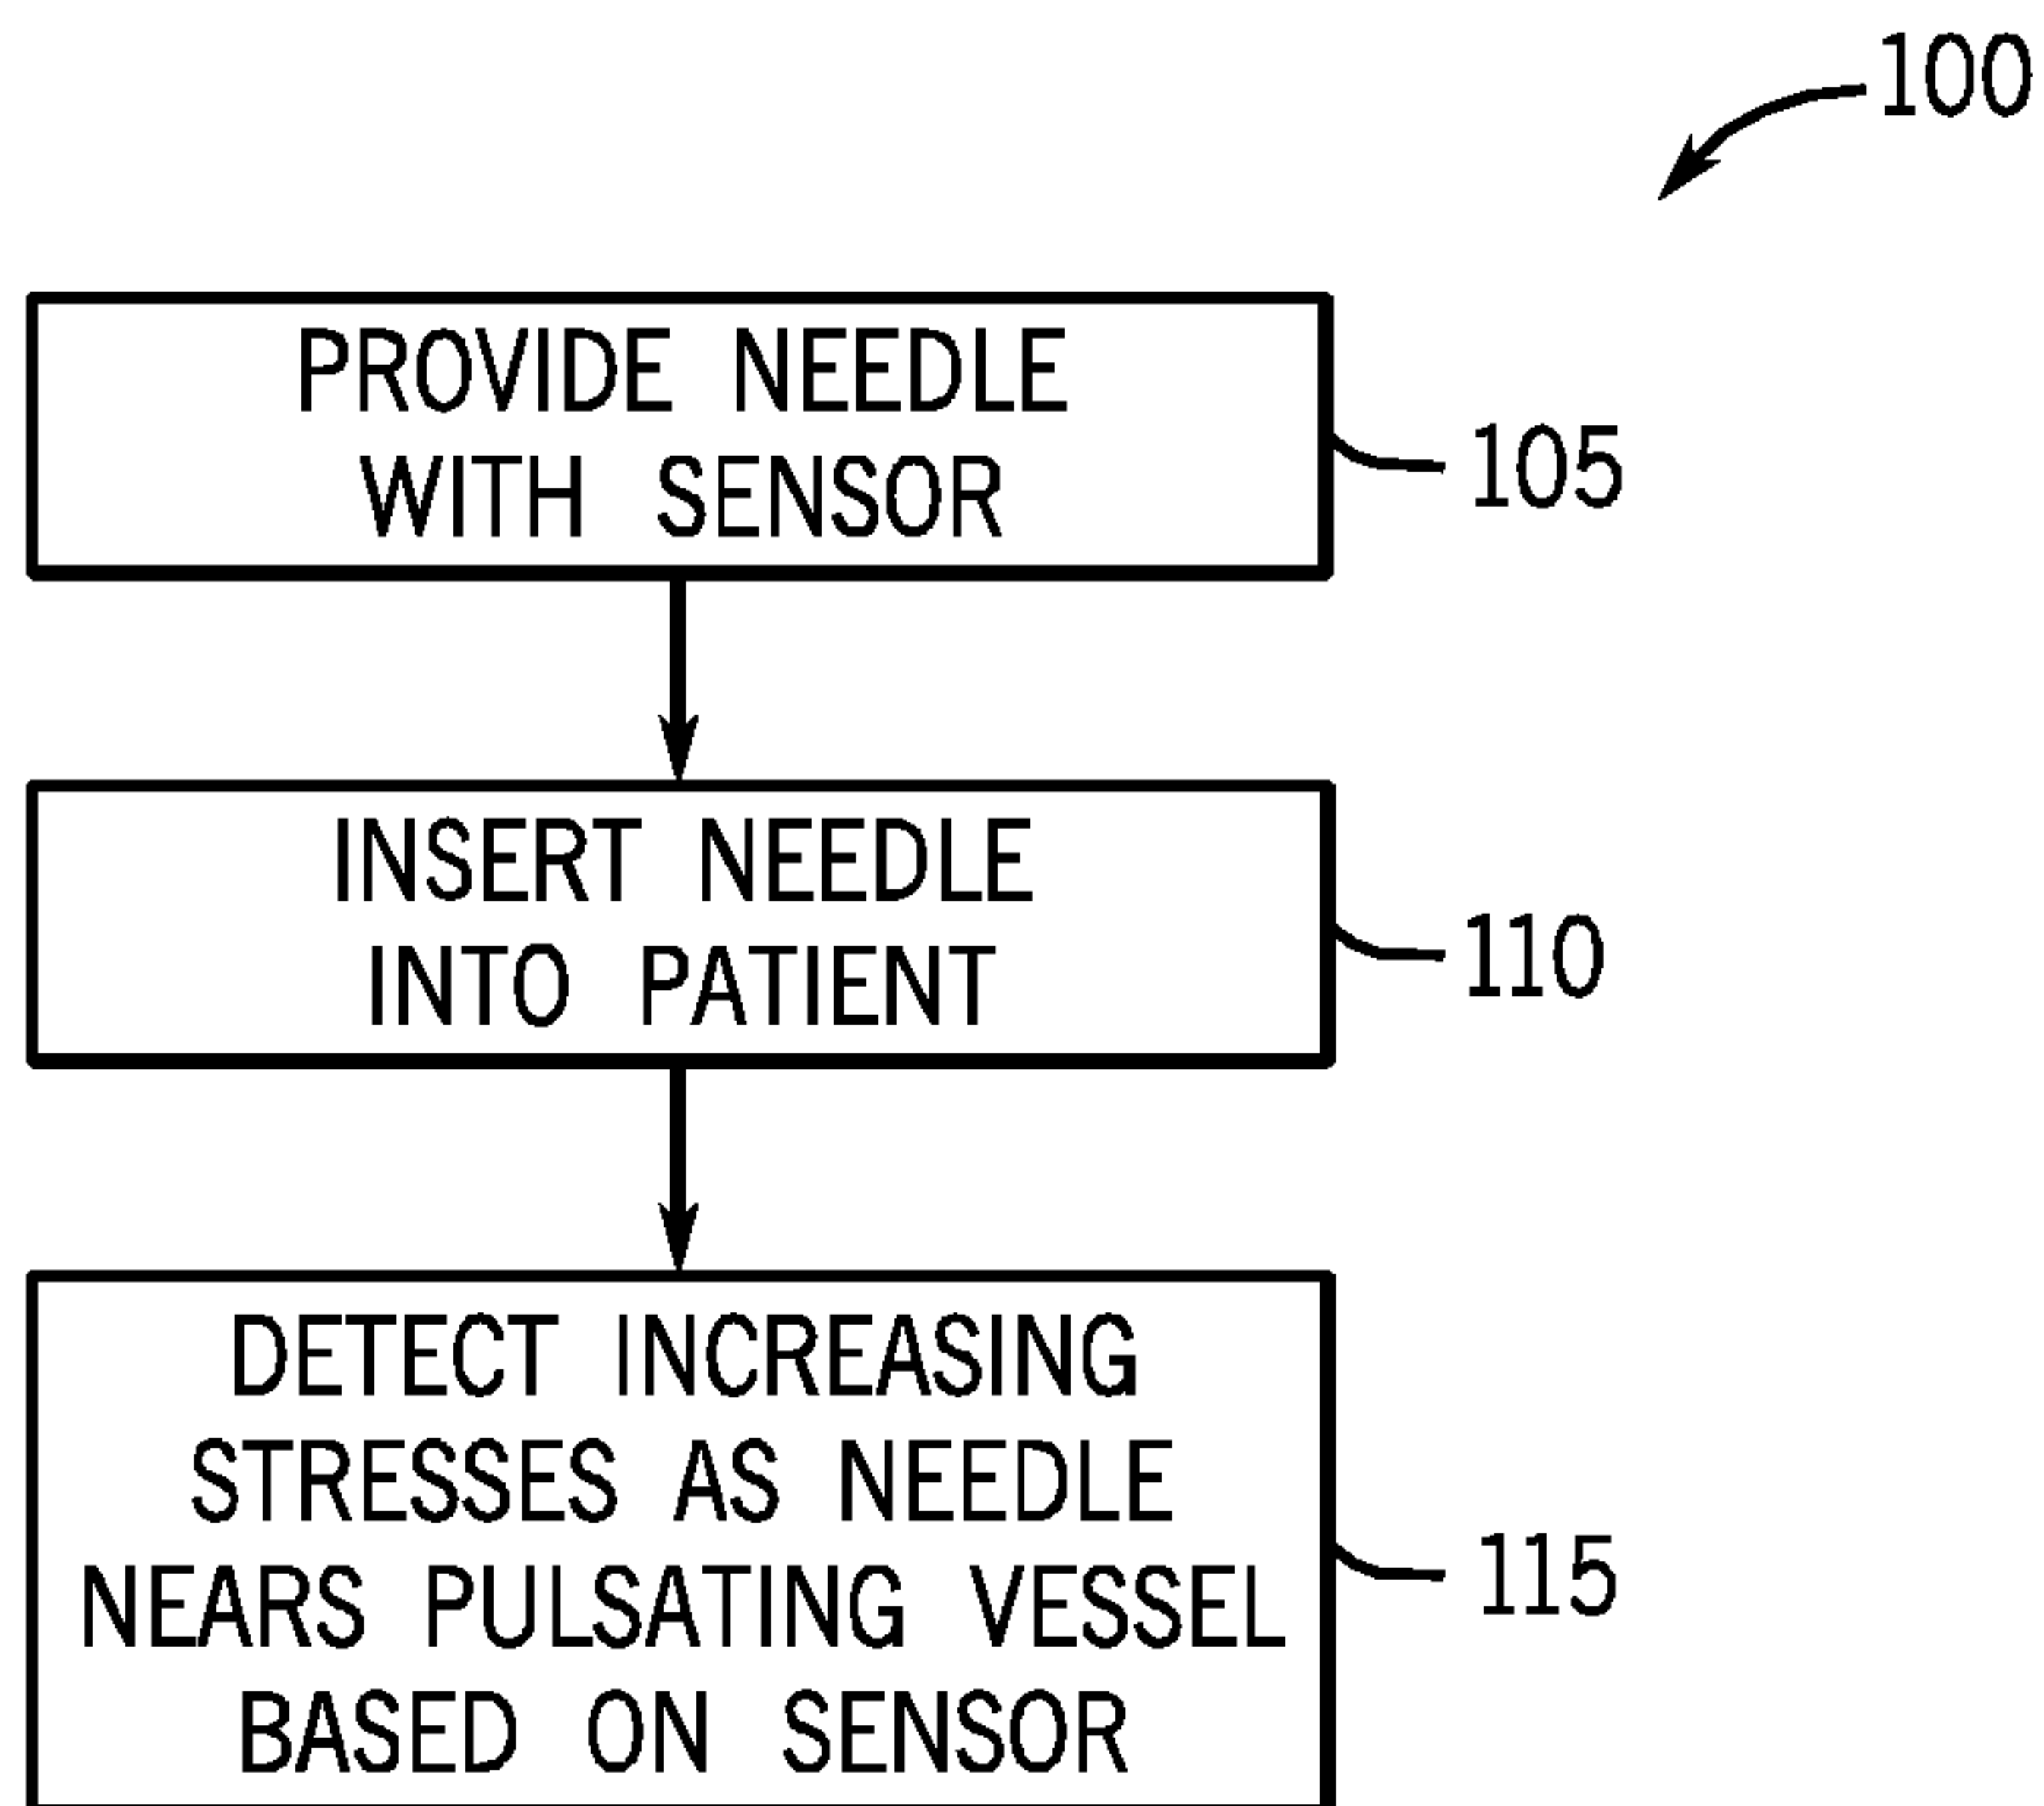 100
PROVIDE NEEDLE
WITH SENSOR
105
INSERT NEEDLE
INTO PATIENT
110
DETECT INCREASING
STRESSES AS NEEDLE
NEARS PULSATING VESSEL
BASED ON SENSOR
115